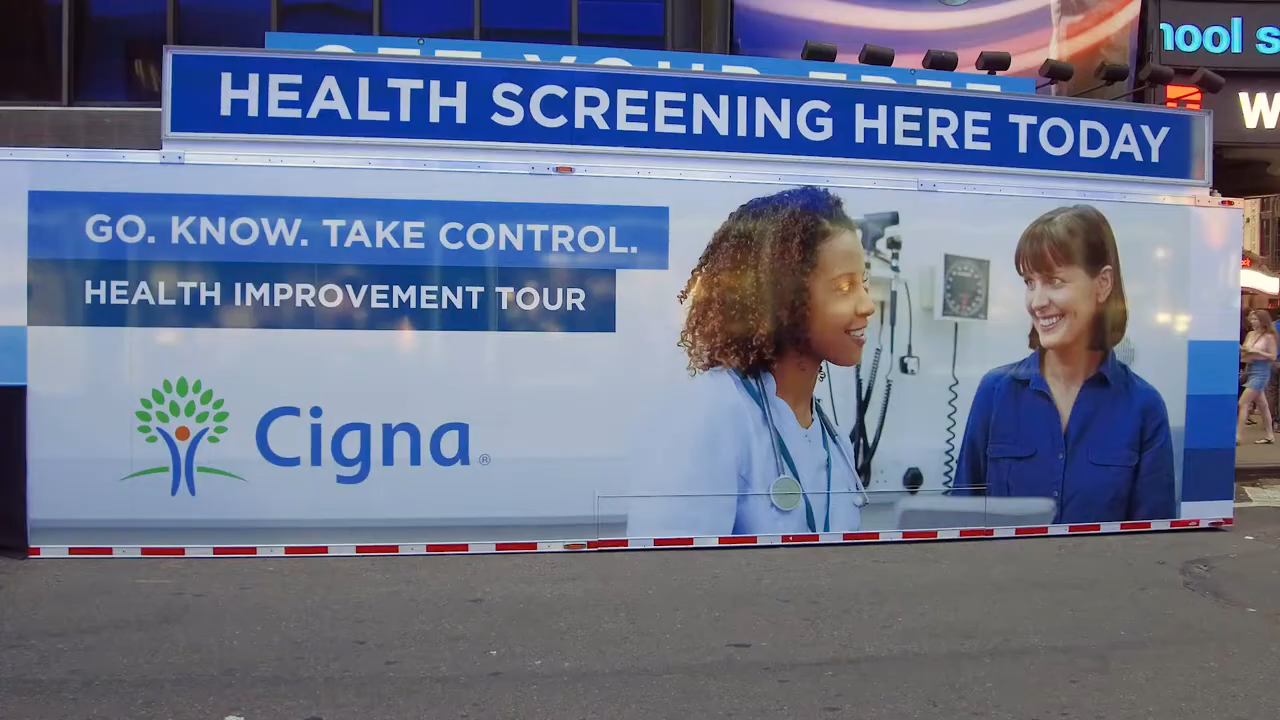 HEALTH SCREENING HERE TODAY
GO. KNOW. TAKE CONTROL.
HEALTH IMPROVEMENT TOUR
Cigna®